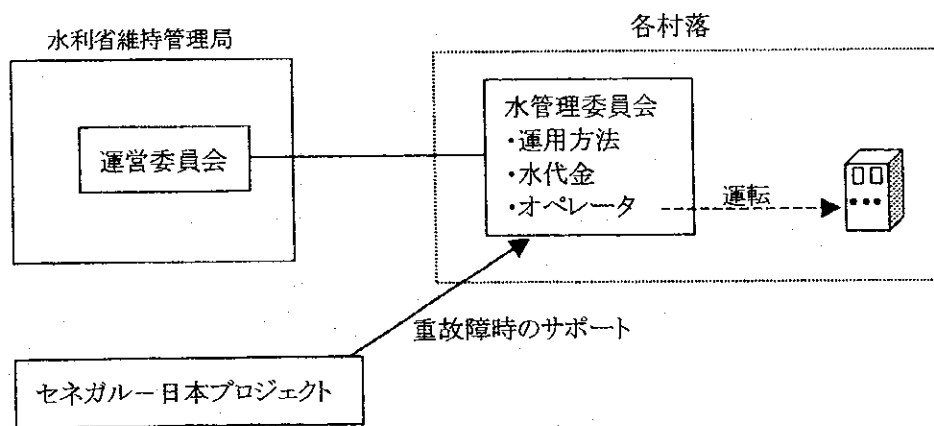 水利省維持管理局
各村落
運営委員会
水管理委員会
・運用方法
・水代金
・オペレータ
運転
重故障時のサポート
セネガルー日本プロジェクト